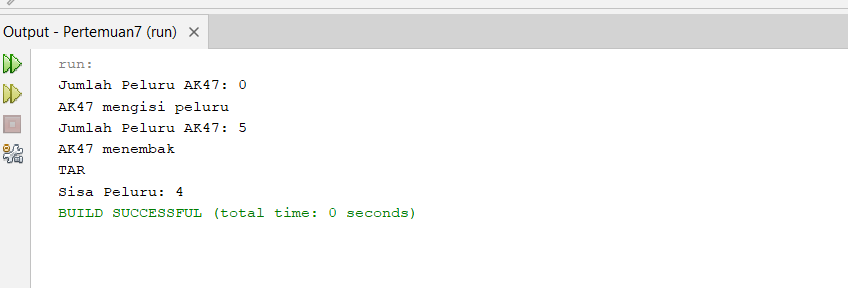 Output - Pertemuan7 (run)
run:
Jumlah Peluru AK47: 0
AK47 mengisi peluru
Jumlah Peluru AK47: 5
AK47 menembak
TAR
Sisa Peluru: 4
BUILD SUCCESSFUL (total time: 0 seconds)